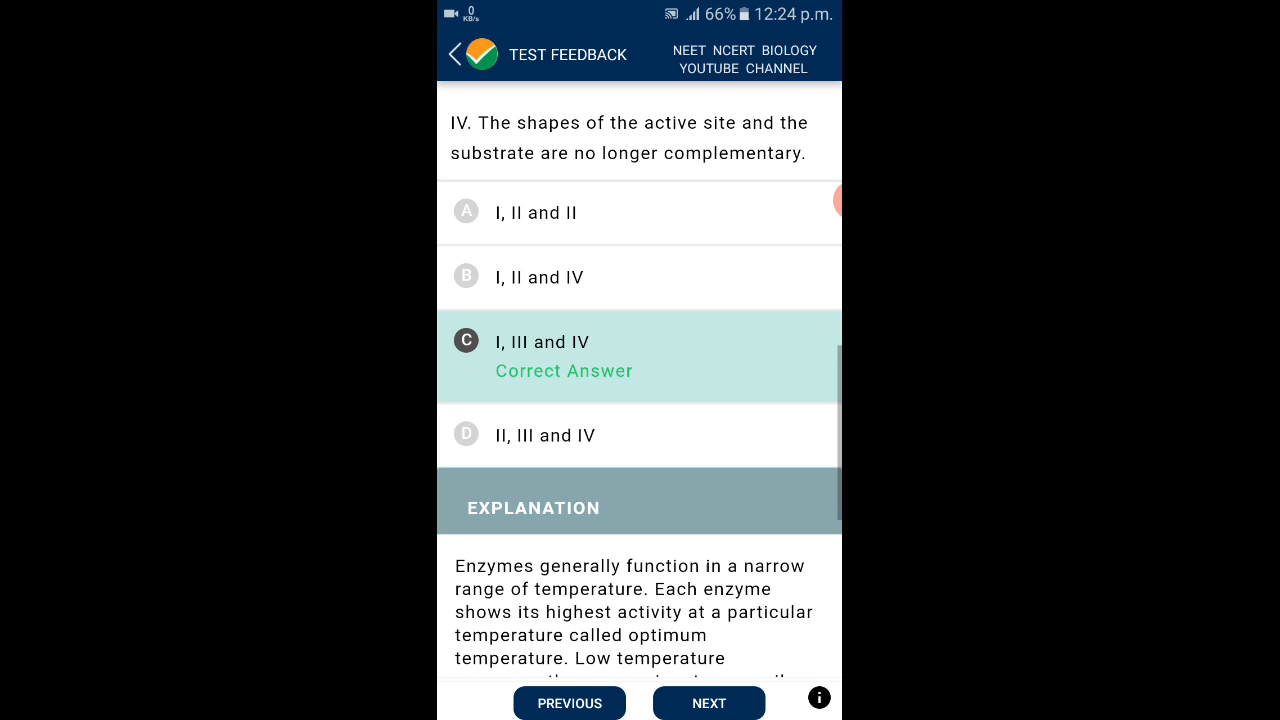 0
KB/s
66% 12:24 p.m.
TEST FEEDBACK
NEET NCERT BIOLOGY
YOUTUBE CHANNEL
IV. The shapes of the active site and the
substrate are no longer complementary.
A I, II and II
B I, II and IV
C I, III and IV
Correct Answer
D II, III and IV
EXPLANATION
Enzymes generally function in a narrow
range of temperature. Each enzyme
shows its highest activity at a particular
temperature called optimum
temperature. Low temperature
PREVIOUS
NEXT
i